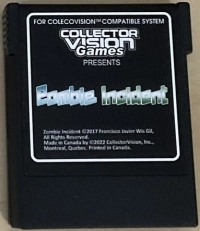 FOR COLECOVISION™ COMPATIBLE SYSTEM
COLLECTOR
VISION
Games
PRESENTS
Zombie Incident
Zombie Incident ©2017 Francisco Javier Wis Gil,
All Rights Reserved.
Made in Canada by ©2022 CollectorVision, Inc.,
Montreal, Quebec. Printed in Canada.